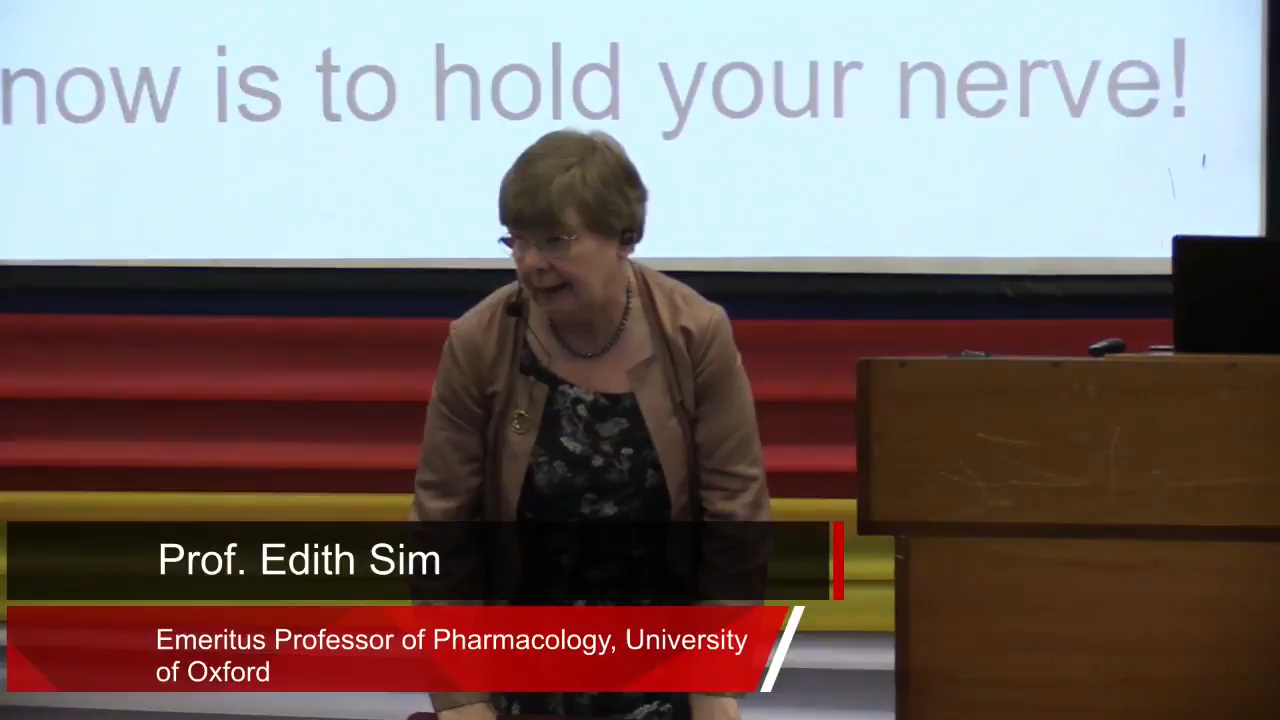 now is to hold your nerve!
Prof. Edith Sim
Emeritus Professor of Pharmacology, University
of Oxford